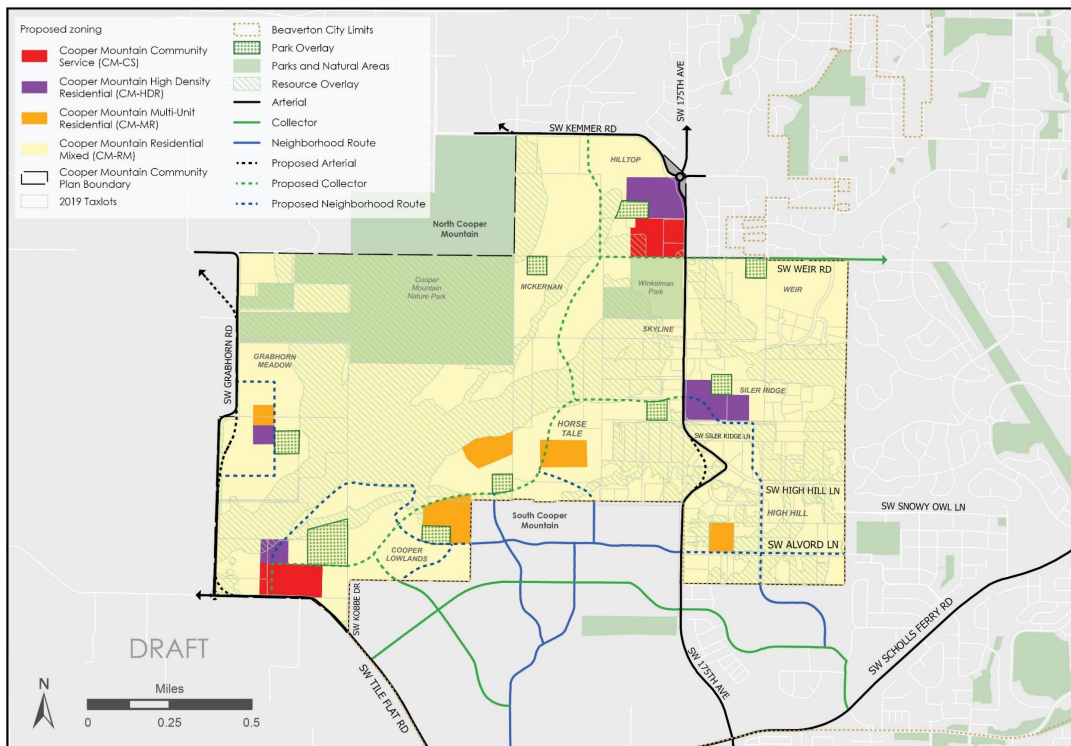 Proposed zoning
Cooper Mountain Community
Service (CM-CS)
Cooper Mountain High Density
Residential (CM-HDR)
Cooper Mountain Multi-Unit
Residential (CM-MR)
Cooper Mountain Residential
Mixed (CM-RM)
Cooper Mountain Community
Plan Boundary
2019 Taxlots
Beaverton City Limits
Park Overlay
Parks and Natural Areas
Resource Overlay
Arterial
Collector
Neighborhood Route
Proposed Arterial
Proposed Collector
Proposed Neighborhood Route
SW 175TH AVE
SW KEMMER RD
HILLTOP
North Cooper
Mountain
SW WEIR RD
Cooper
Mountain
Nature Park
MCKERNAN
Winkelman
Park
WEIR
SKYLINE
SW GRABHORN RD
GRABHORN
MEADOW
SILER RIDGE
HORSE
TALE
SW SILER RIDGE LN
SW HIGH HILL LN
HIGH HILL
SW SNOWY OWL LN
South Cooper
Mountain
SW ALVORD LN
COOPER
LOWLANDS
SW KOBBE DR
SW TILE FLAT RD
SW 175TH AVE
SW SCHOLLS FERRY RD
DRAFT
N
Miles
0
0.25
0.5